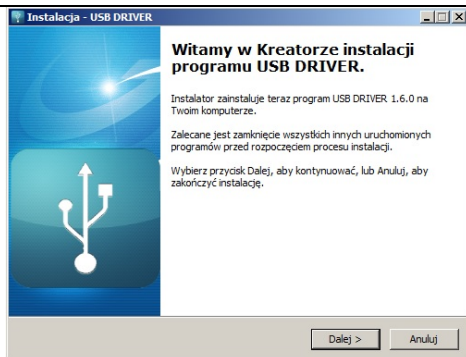 Instalacja - USB DRIVER
Witamy w Kreatorze instalacji
programu USB DRIVER.
Instalator zainstaluje teraz program USB DRIVER 1.6.0 na
Twoim komputerze.
Zalecane jest zamknięcie wszystkich innych uruchomionych
programów przed rozpoczęciem procesu instalacji.
Wybierz przycisk Dalej, aby kontynuować, lub Anuluj, aby
zakończyć instalację.
Dalej >
Anuluj